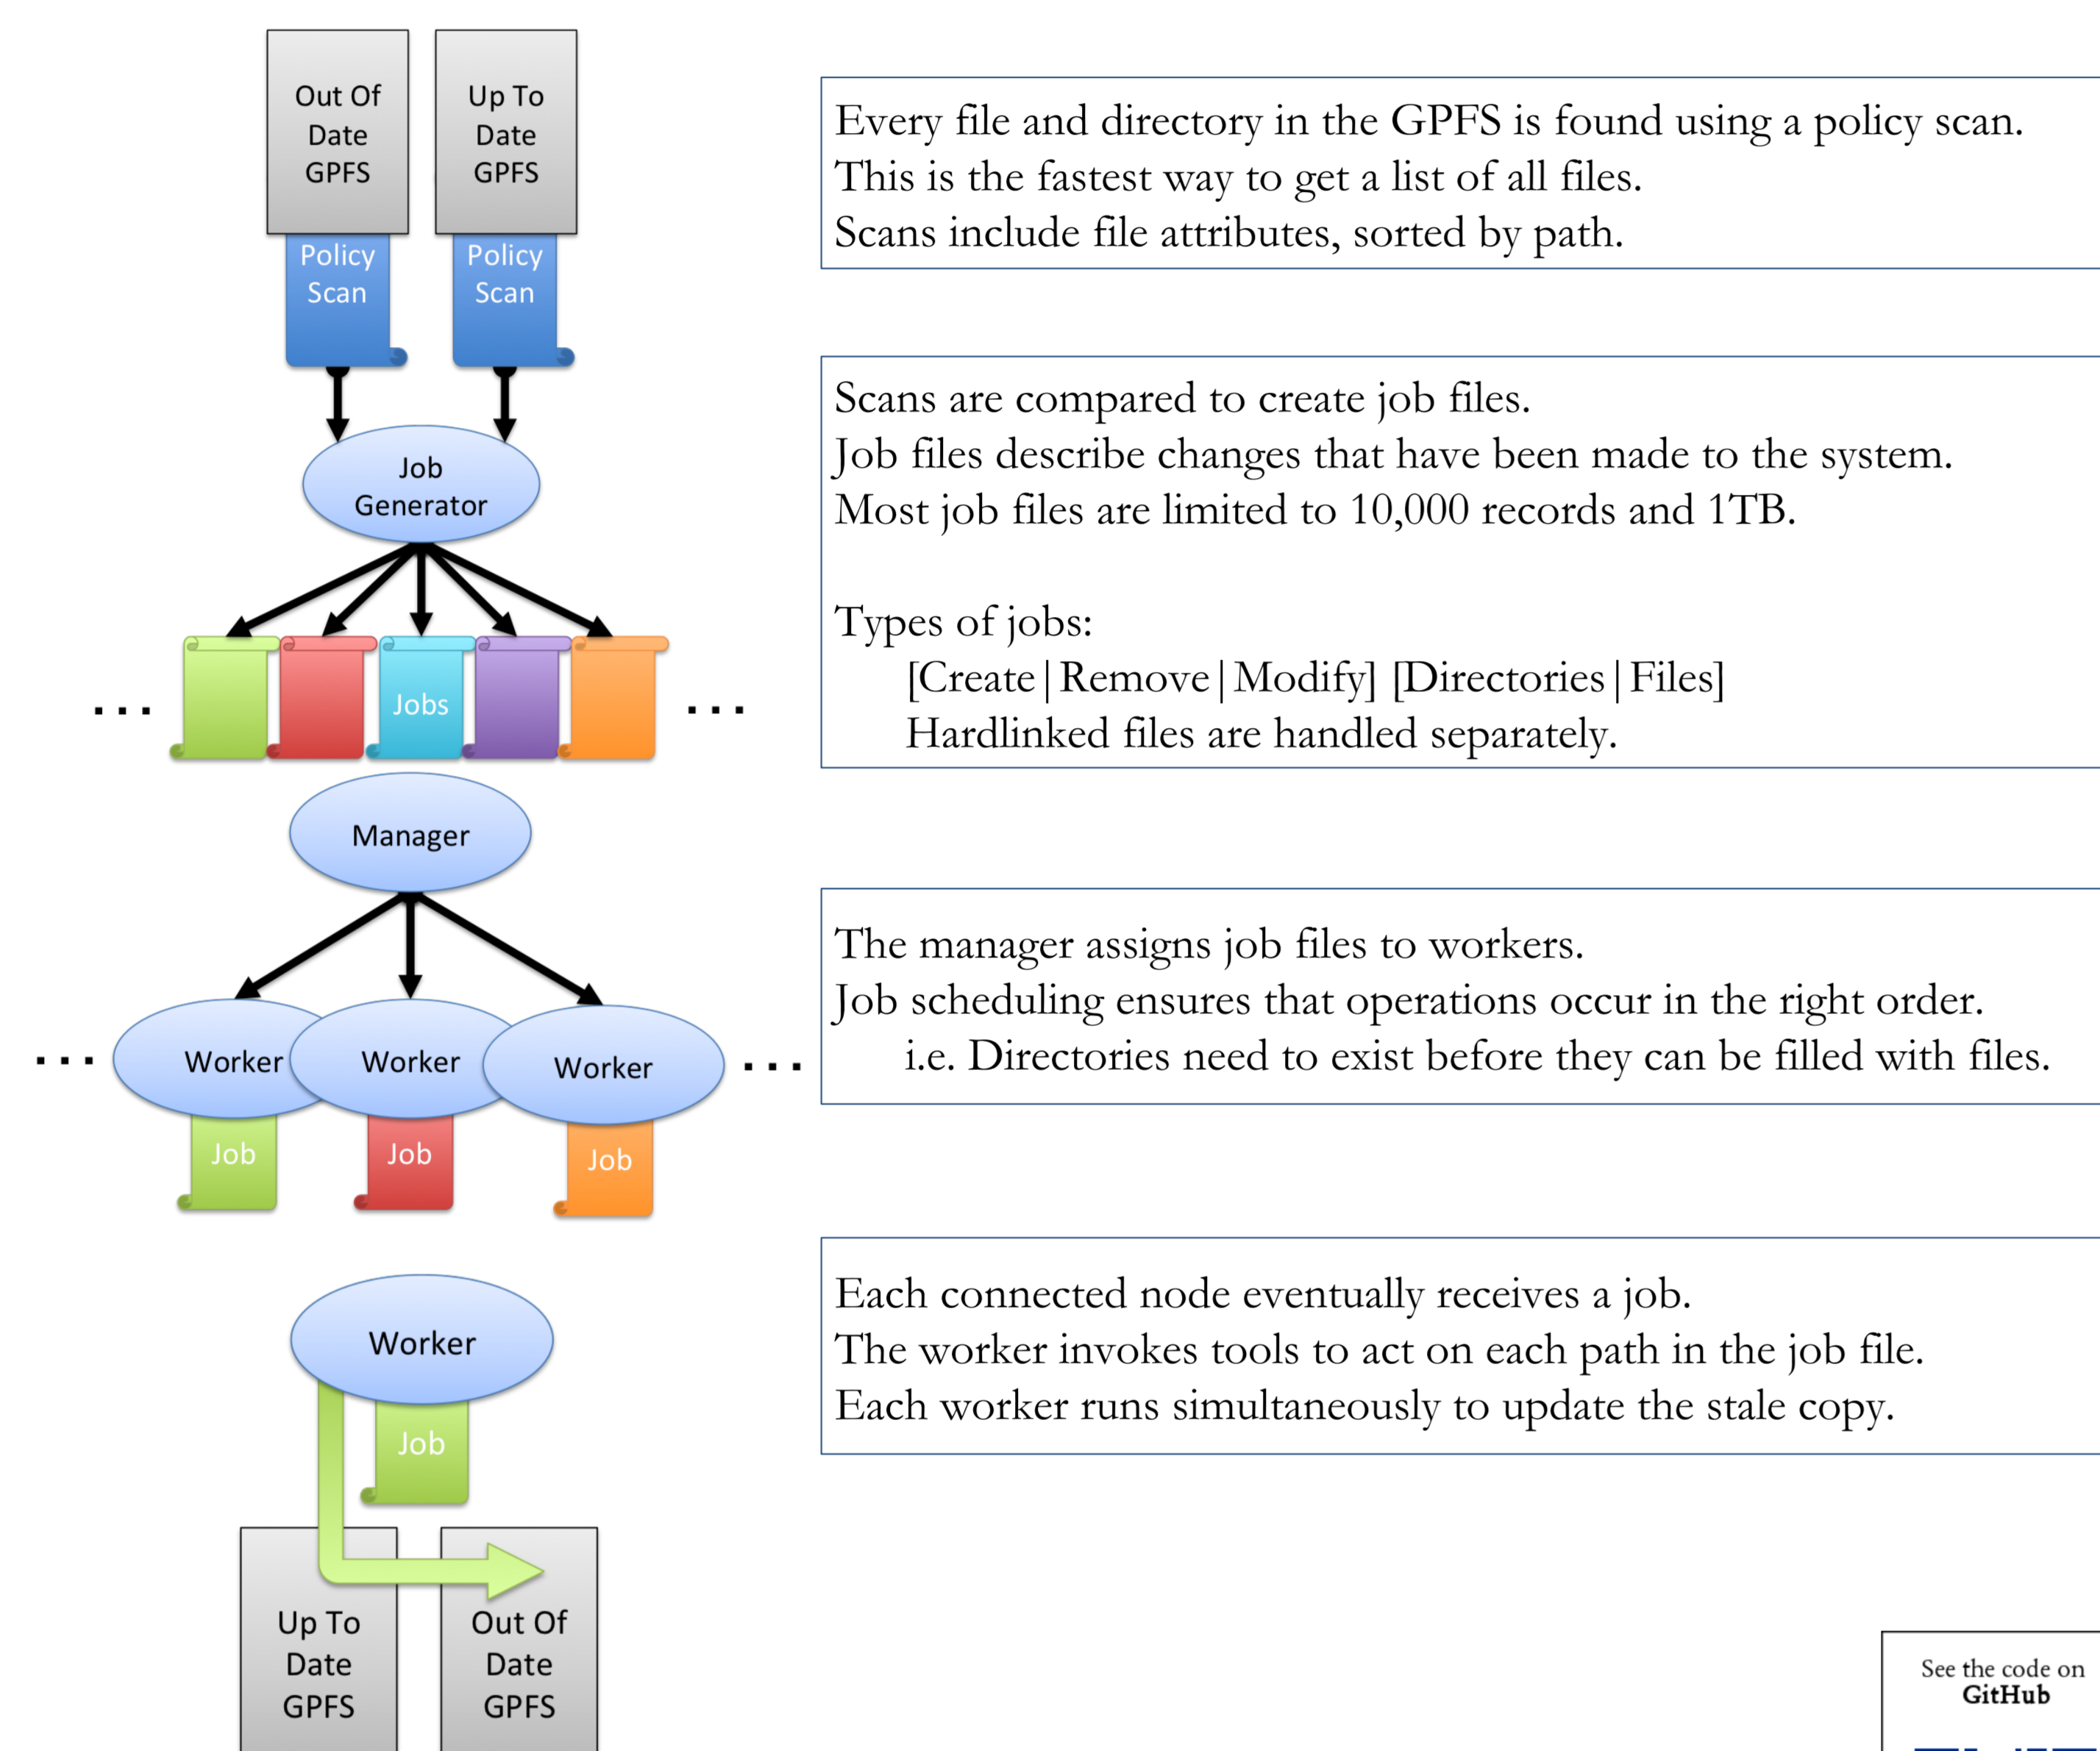 Out Of
Date
GPFS
Up To
Date
GPFS
Policy
Scan
Policy
Scan
Every file and directory in the GPFS is found using a policy scan.
This is the fastest way to get a list of all files.
Scans include file attributes, sorted by path.
Job
Generator
Scans are compared to create job files.
Job files describe changes that have been made to the system.
Most job files are limited to 10,000 records and 1TB.
Types of jobs:
[Create|Remove|Modify] [Directories|Files]
Hardlinked files are handled separately.
... Jobs ...
Manager
The manager assigns job files to workers.
Job scheduling ensures that operations occur in the right order.
i.e. Directories need to exist before they can be filled with files.
... Worker Worker Worker ...
Job Job Job
Each connected node eventually receives a job.
The worker invokes tools to act on each path in the job file.
Each worker runs simultaneously to update the stale copy.
Worker
Job
Up To
Date
GPFS
Out Of
Date
GPFS
See the code on
GitHub